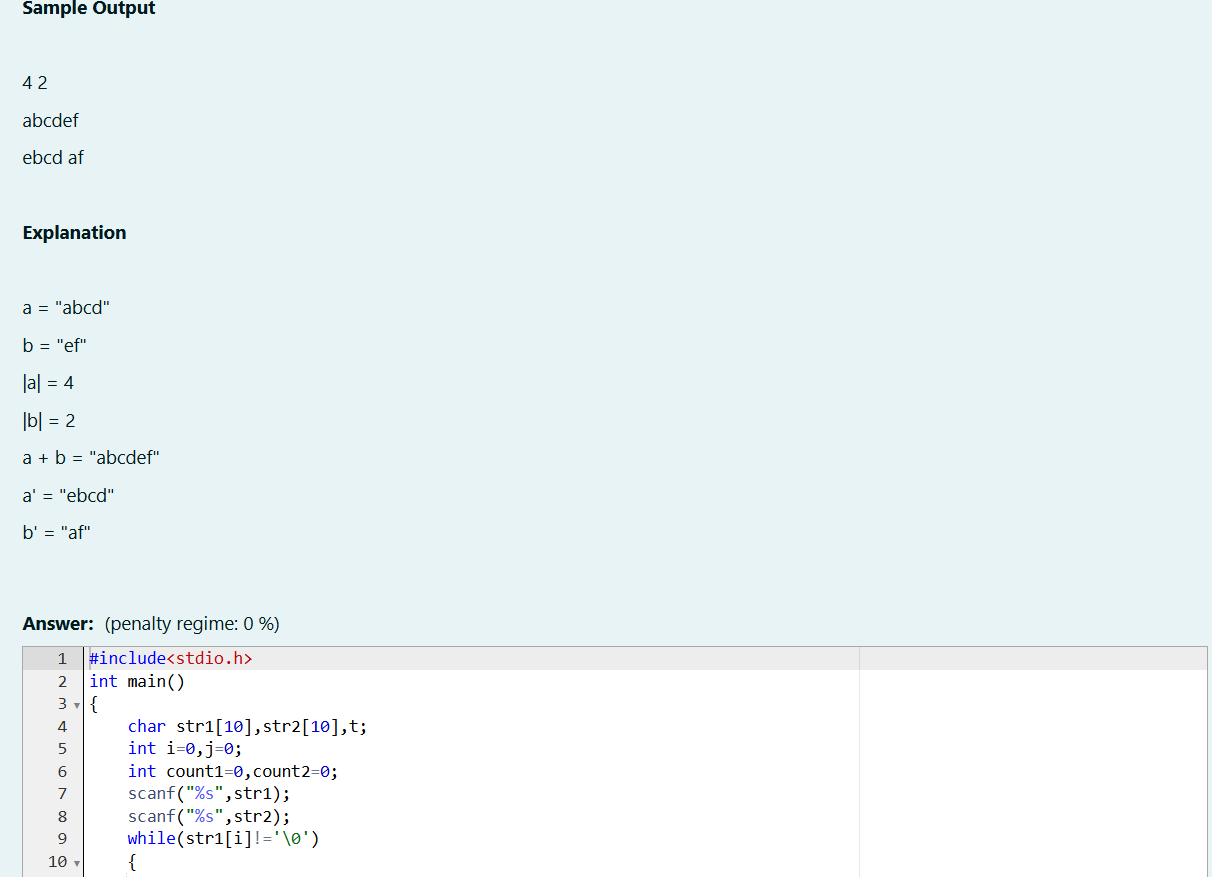 Sample Output
4 2
abcdef
ebcd af
Explanation
a = "abcd"
b = "ef"
|a| = 4
|b| = 2
a + b = "abcdef"
a' = "ebcd"
b' = "af"
Answer: (penalty regime: 0 %)
1 #include<stdio.h>
2 int main()
3 {
4 char str1[10],str2[10],t;
5 int i=0,j=0;
6 int count1=0,count2=0;
7 scanf("%s",str1);
8 scanf("%s",str2);
9 while(str1[i]!='\0')
10 {